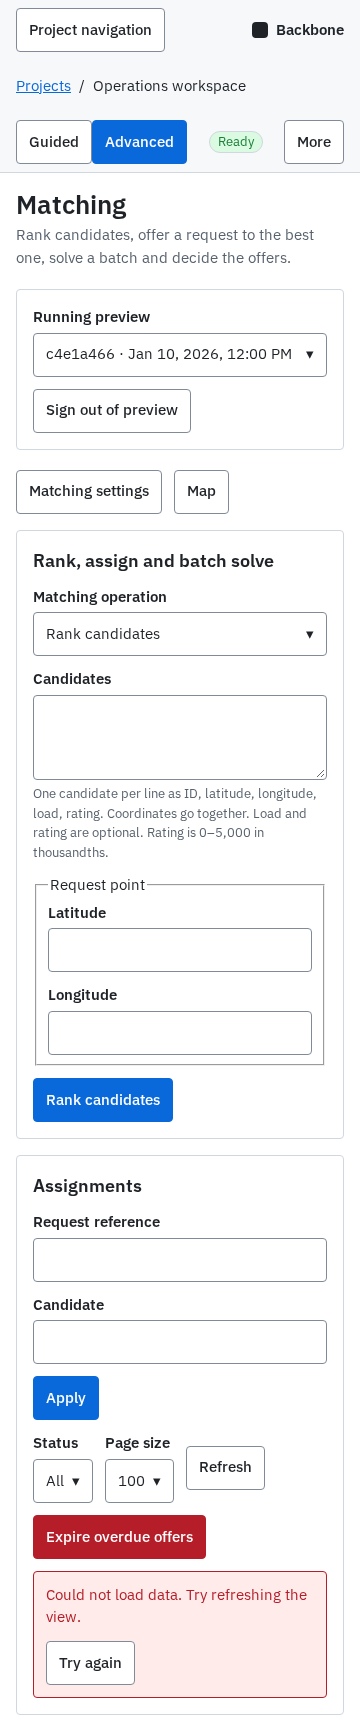 Project navigation
Backbone
Projects / Operations workspace
Guided
Advanced
Ready
More
Matching
Rank candidates, offer a request to the best
one, solve a batch and decide the offers.
Running preview
c4e1a466 · Jan 10, 2026, 12:00 PM ▾
Sign out of preview
Matching settings
Map
Rank, assign and batch solve
Matching operation
Rank candidates ▾
Candidates
One candidate per line as ID, latitude, longitude,
load, rating. Coordinates go together. Load and
rating are optional. Rating is 0–5,000 in
thousandths.
Request point
Latitude
Longitude
Rank candidates
Assignments
Request reference
Candidate
Apply
Status
Page size
All ▾
100 ▾
Refresh
Expire overdue offers
Could not load data. Try refreshing the
view.
Try again